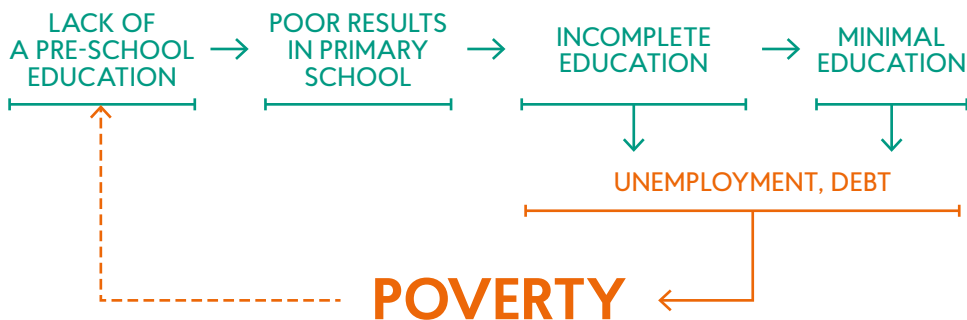 LACK OF
A PRE-SCHOOL
EDUCATION
POOR RESULTS
IN PRIMARY
SCHOOL
INCOMPLETE
EDUCATION
MINIMAL
EDUCATION
UNEMPLOYMENT, DEBT
POVERTY